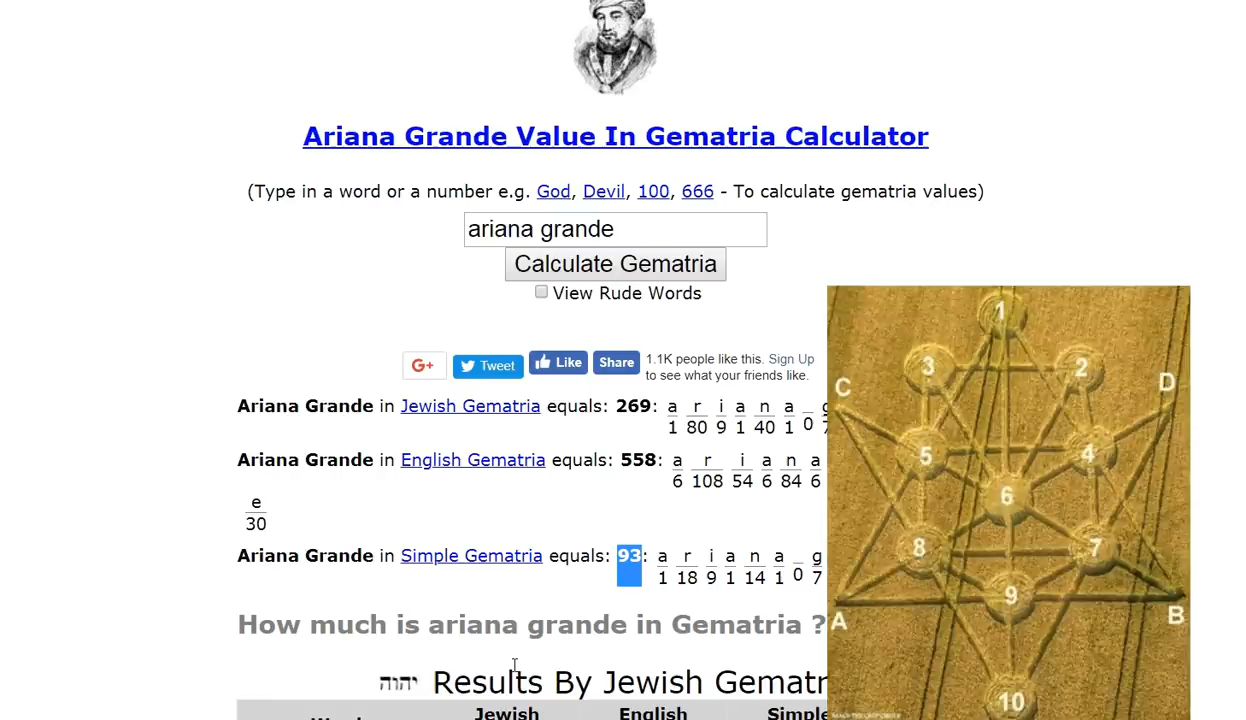 Ariana Grande Value In Gematria Calculator
(Type in a word or a number e.g. God, Devil, 100, 666 - To calculate gematria values)
ariana grande
Calculate Gematria
View Rude Words
G+ Tweet Like Share 1.1K people like this. Sign Up
to see what your friends like.
Ariana Grande in Jewish Gematria equals: 269: a r i a n a _ g
1 80 9 1 40 1 0 7
Ariana Grande in English Gematria equals: 558: a r i a n a
6 108 54 6 84 6
e
30
Ariana Grande in Simple Gematria equals: 93: a r i a n a _ g
1 18 9 1 14 1 0 7
How much is ariana grande in Gematria ?
יהוה Results By Jewish Gematr
Jewish English Simple
Word
1
3 2
C D
5 4
6
8 7
9
A B
10